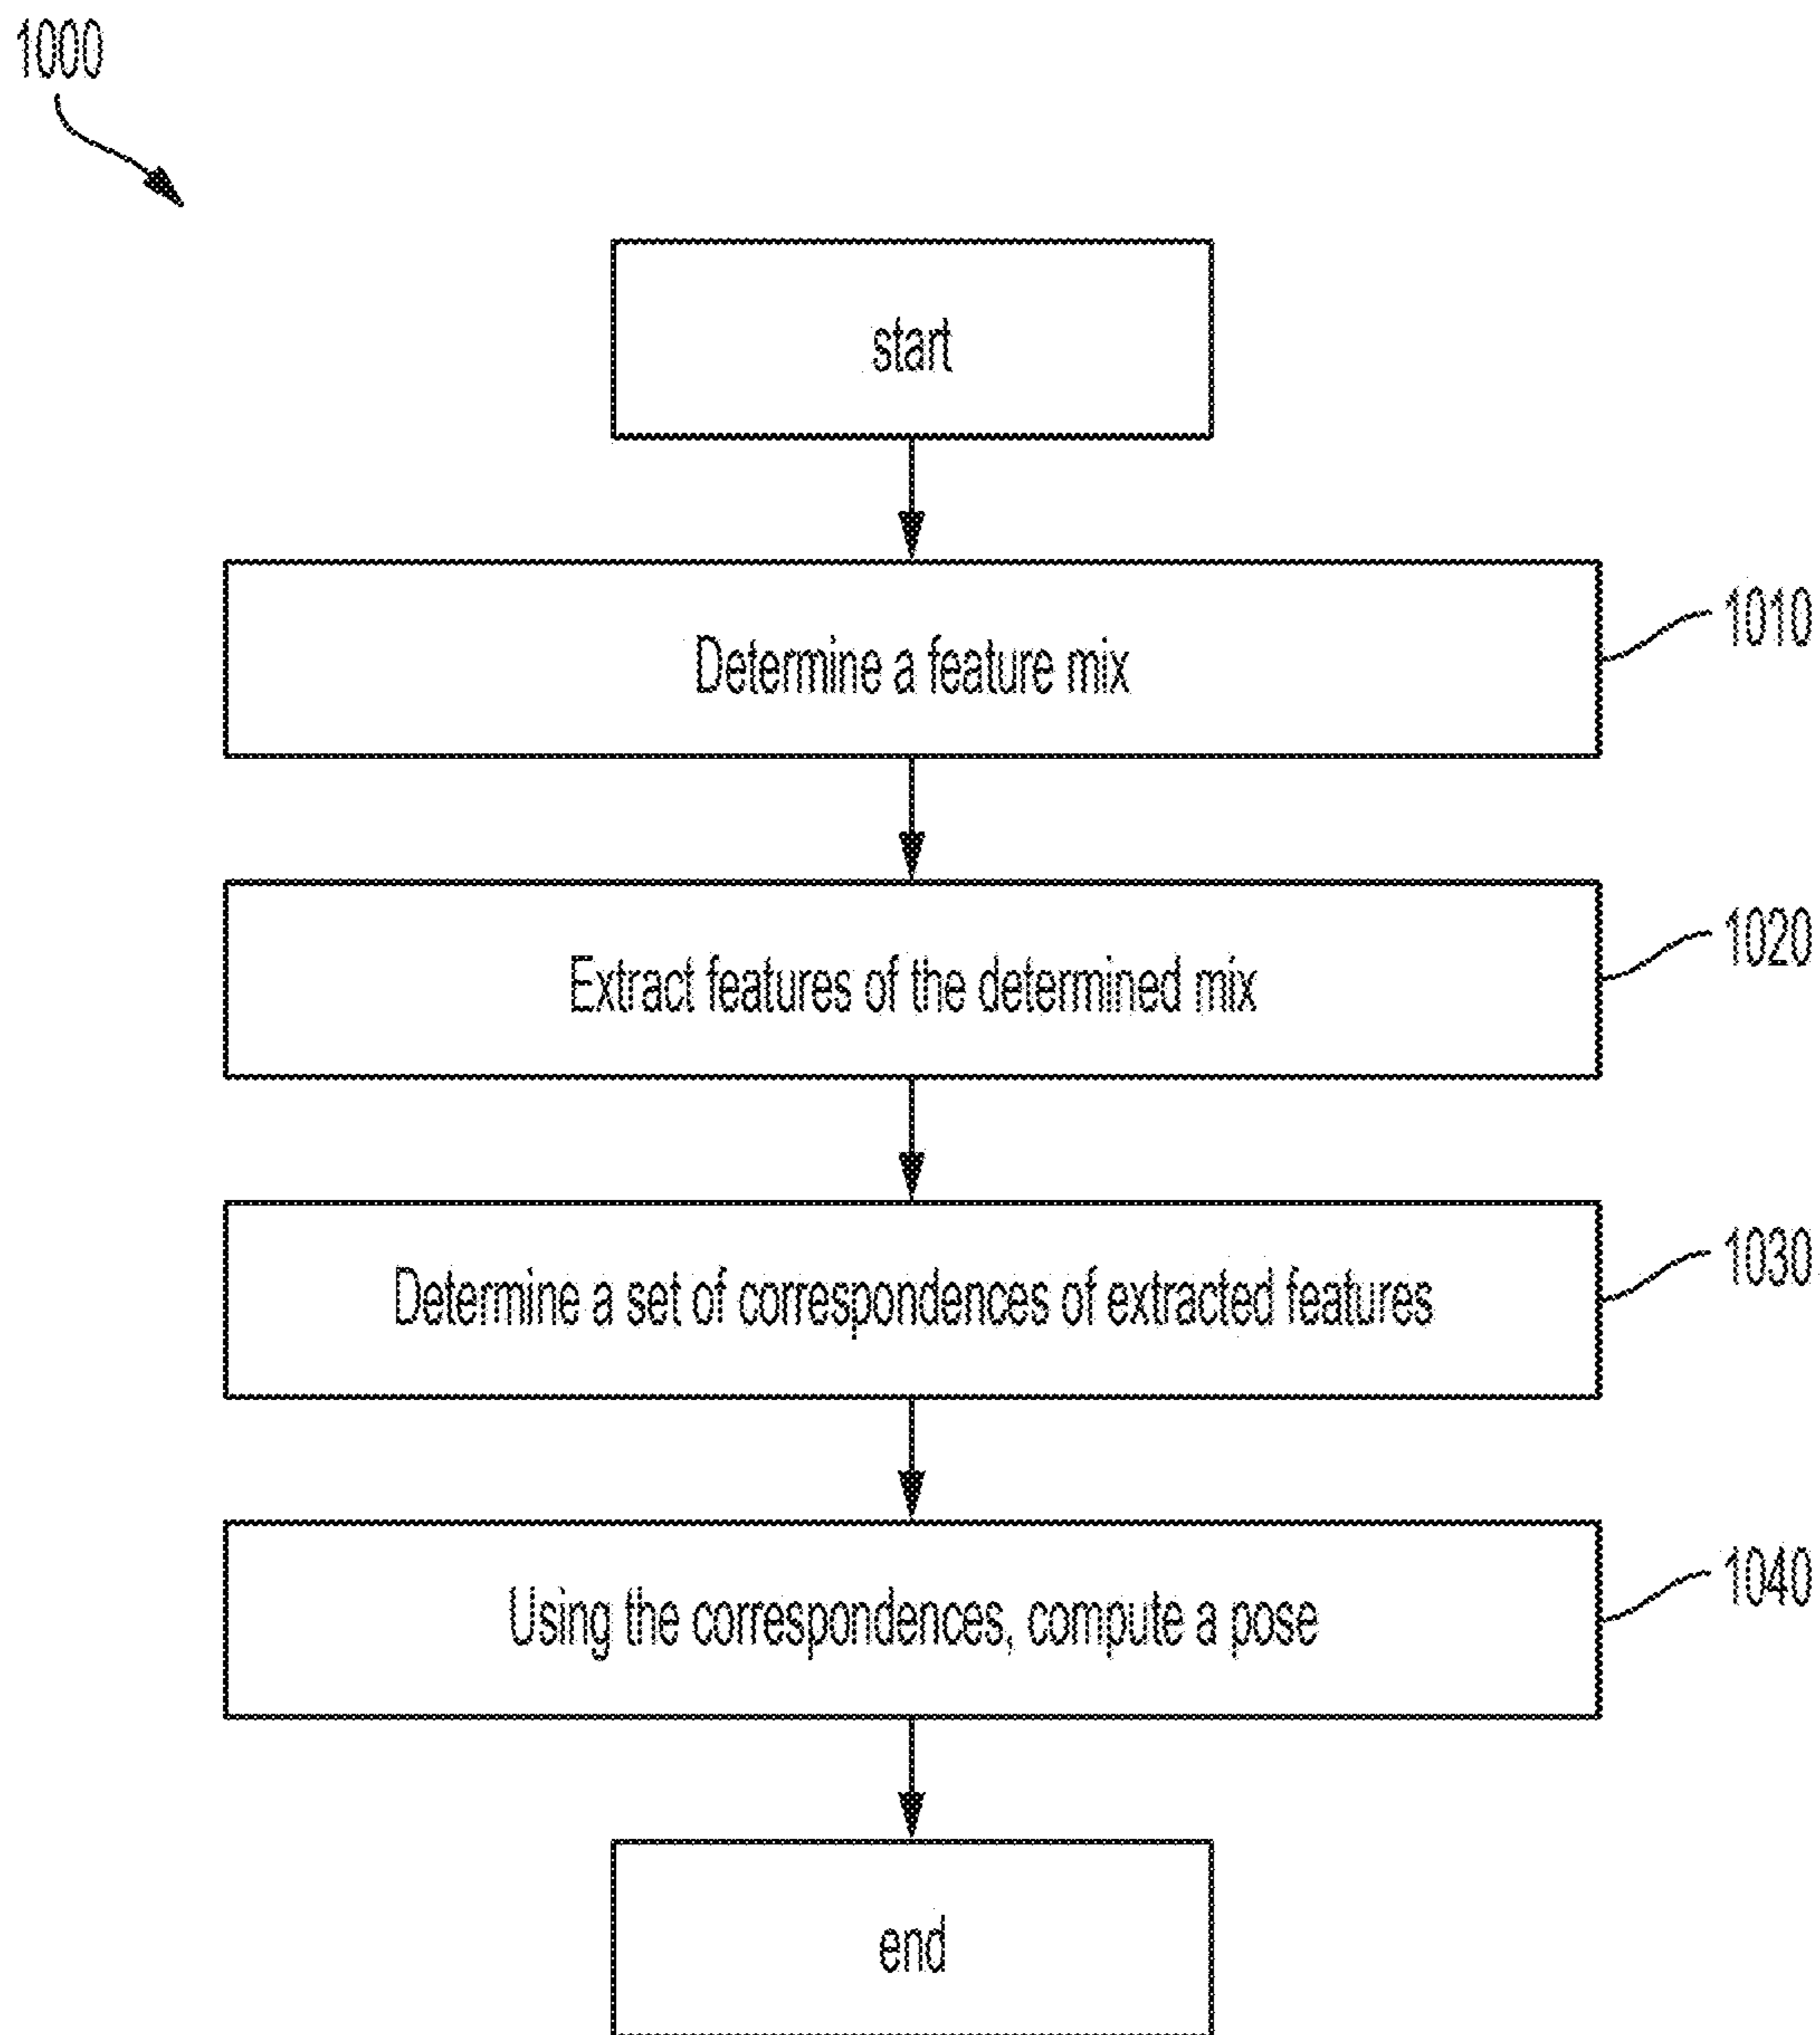 1000
start
Determine a feature mix
1010
Extract features of the determined mix
1020
Determine a set of correspondences of extracted features
1030
Using the correspondences, compute a pose
1040
end